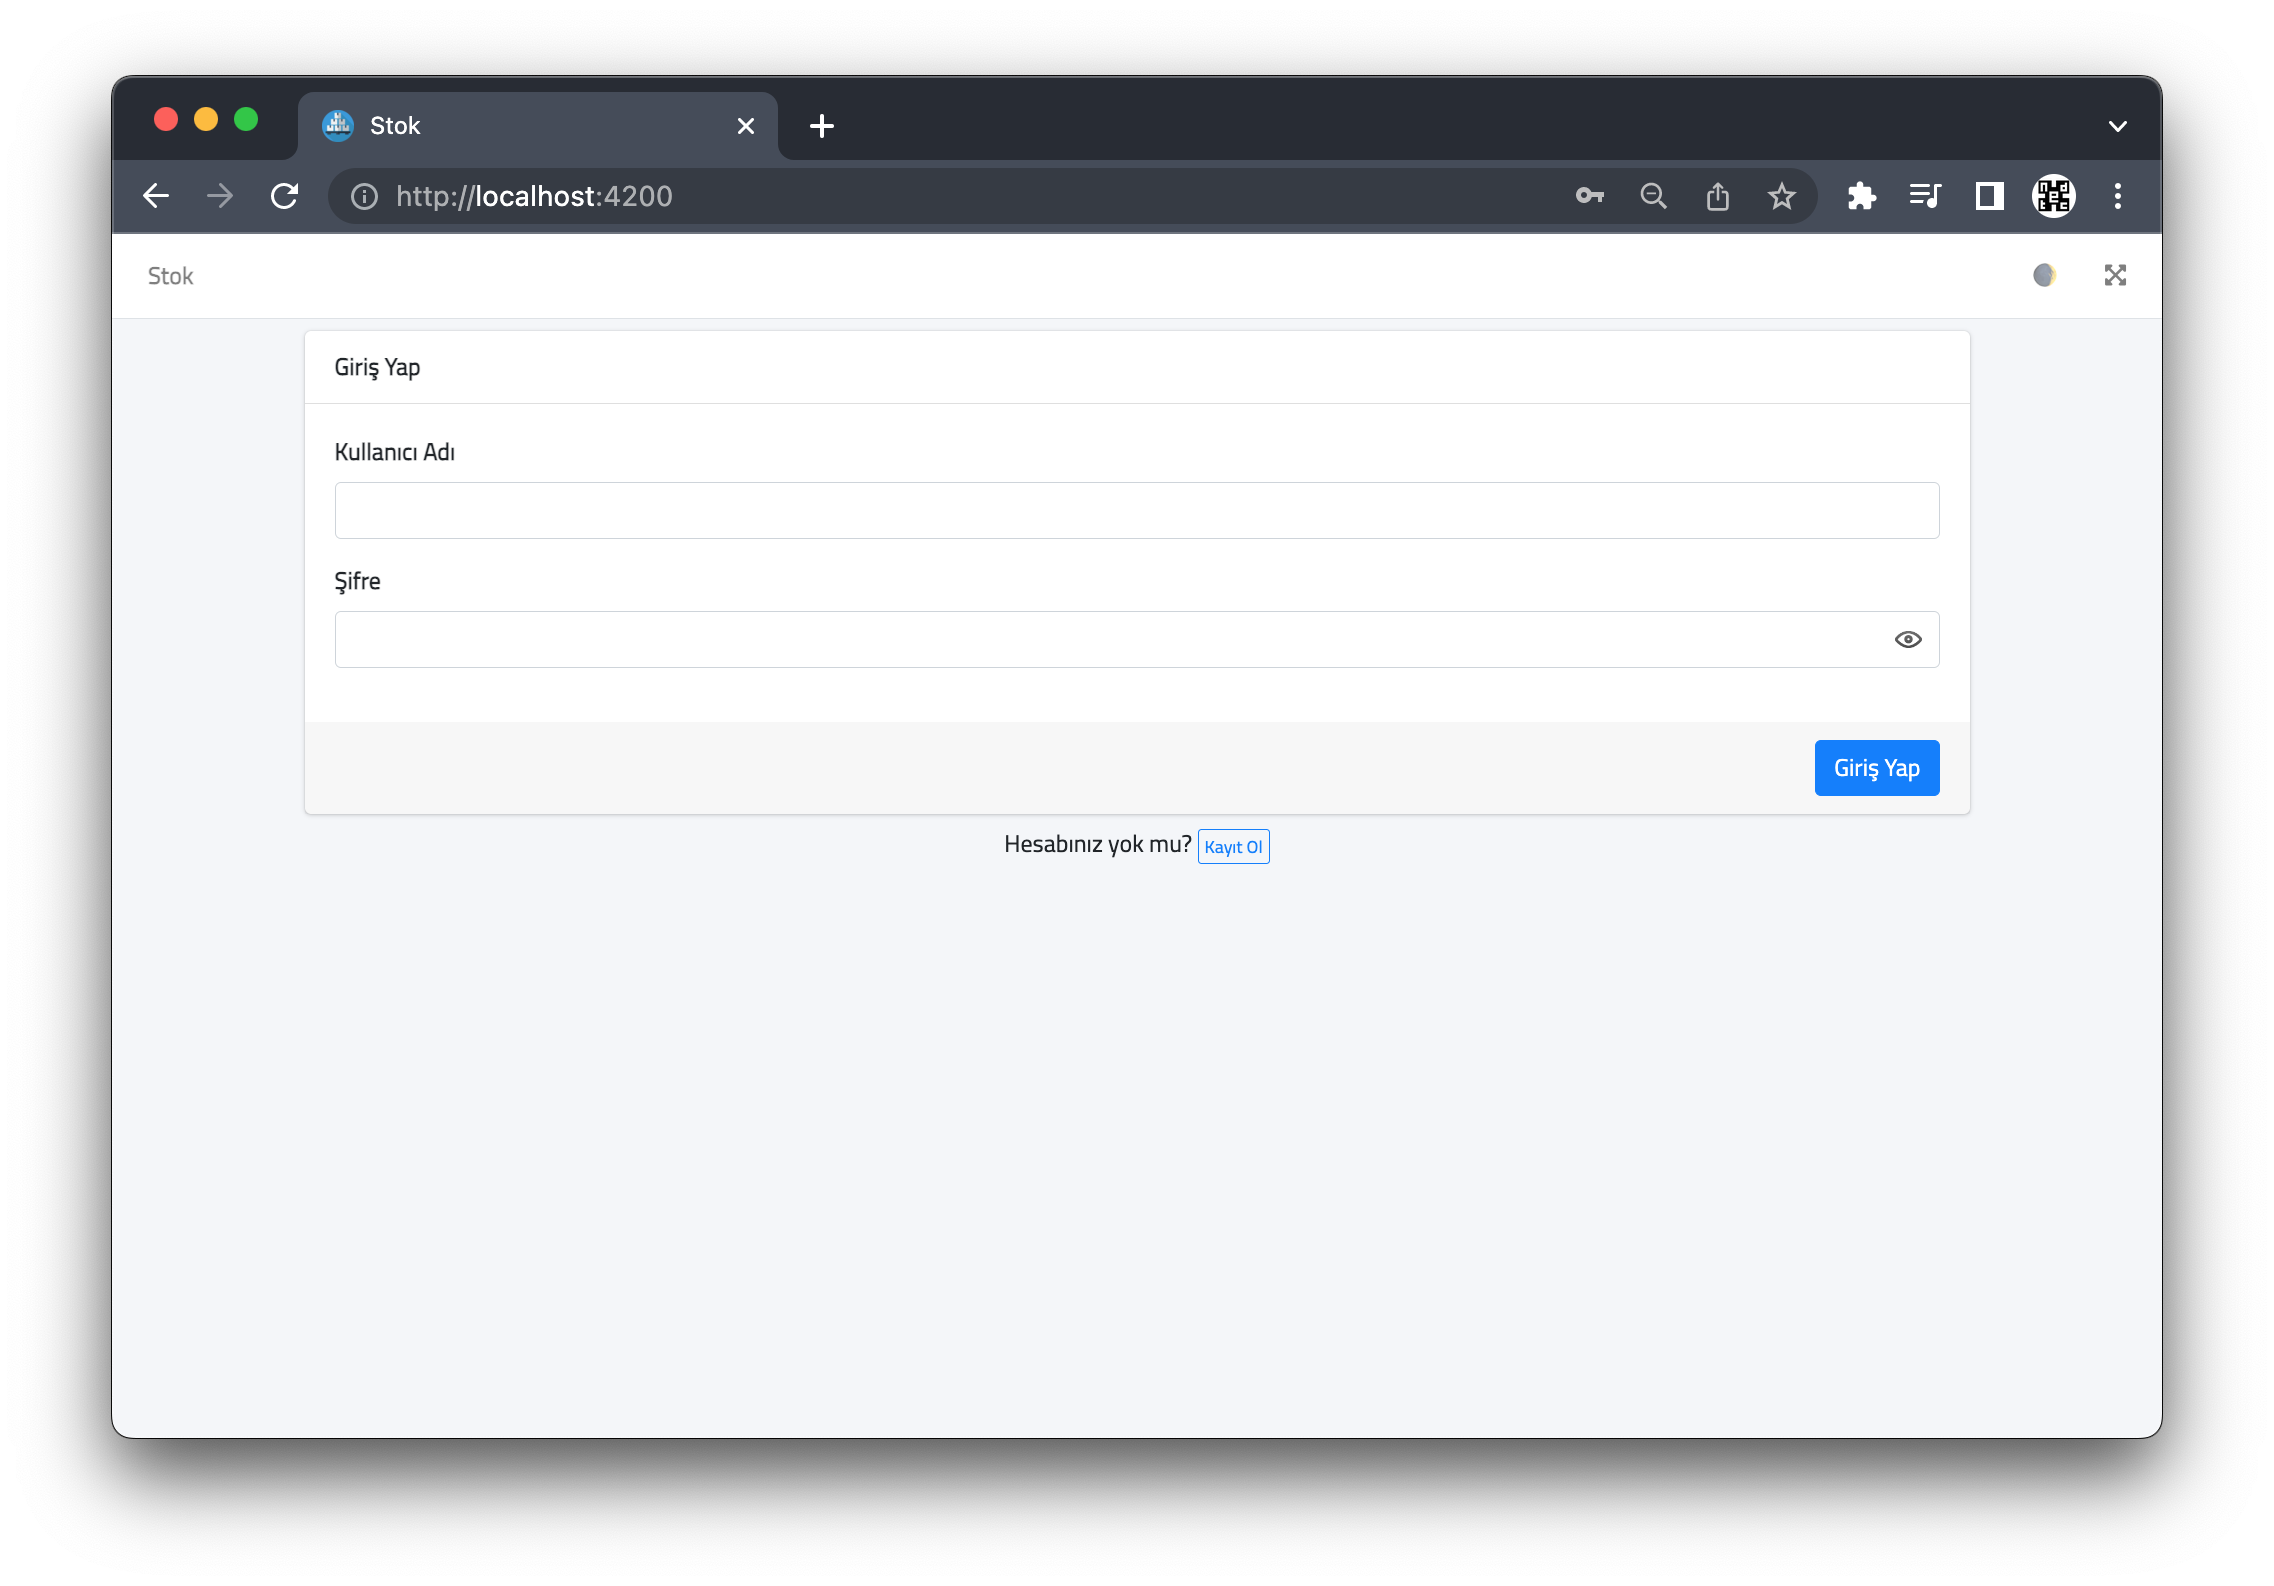 Stok
http://localhost:4200
Stok
Giriş Yap
Kullanıcı Adı
Şifre
Giriş Yap
Hesabınız yok mu? Kayıt Ol